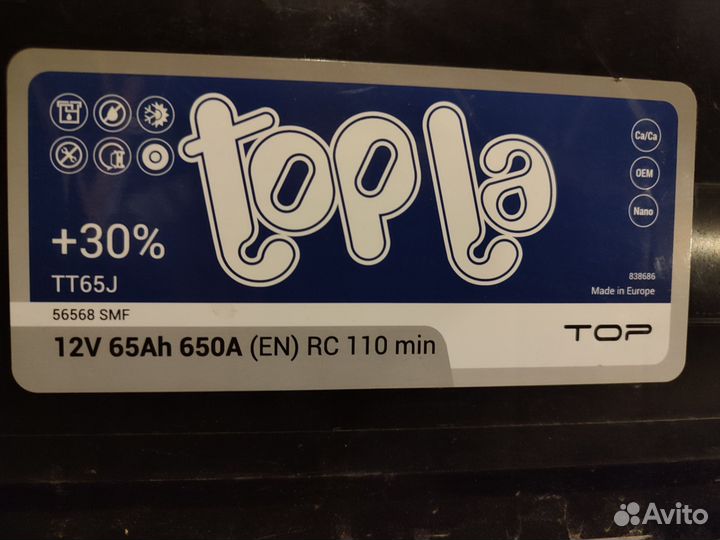 topla
Ca/Ca
OEM
Nano
+30%
TT65J
838686
Made in Europe
56568 SMF
12V 65Ah 650A (EN) RC 110 min
TOP
Avito